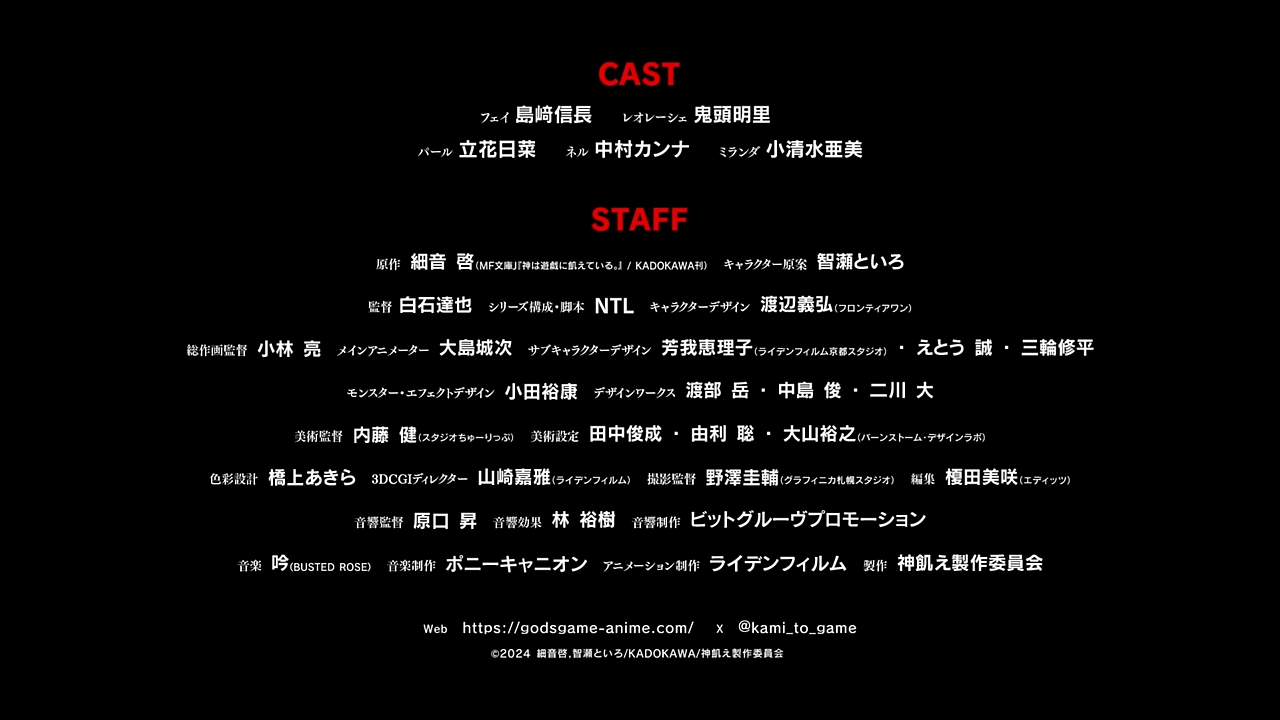 CAST
フェイ 島﨑信長 レオレーシェ 鬼頭明里
パール 立花日菜 ネル 中村カンナ ミランダ 小清水亜美
STAFF
原作 細音 啓(MF文庫J『神は遊戯に飢えている。』/ KADOKAWA刊) キャラクター原案 智瀬といろ
監督 白石達也 シリーズ構成・脚本 NTL キャラクターデザイン 渡辺義弘(フロンティアワン)
総作画監督 小林 亮 メインアニメーター 大島城次 サブキャラクターデザイン 芳我恵理子(ライデンフィルム京都スタジオ) ・ えとう 誠 ・ 三輪修平
モンスター・エフェクトデザイン 小田裕康 デザインワークス 渡部 岳 ・ 中島 俊 ・ 二川 大
美術監督 内藤 健(スタジオちゅーりっぷ) 美術設定 田中俊成 ・ 由利 聡 ・ 大山裕之(バーンストーム・デザインラボ)
色彩設計 橋上あきら 3DCGIディレクター 山崎嘉雅(ライデンフィルム) 撮影監督 野澤圭輔(グラフィニカ札幌スタジオ) 編集 榎田美咲(エディッツ)
音響監督 原口 昇 音響効果 林 裕樹 音響制作 ビットグルーヴプロモーション
音楽 吟(BUSTED ROSE) 音楽制作 ポニーキャニオン アニメーション制作 ライデンフィルム 製作 神飢え製作委員会
Web https://godsgame-anime.com/ X @kami_to_game
©2024 細音啓,智瀬といろ/KADOKAWA/神飢え製作委員会